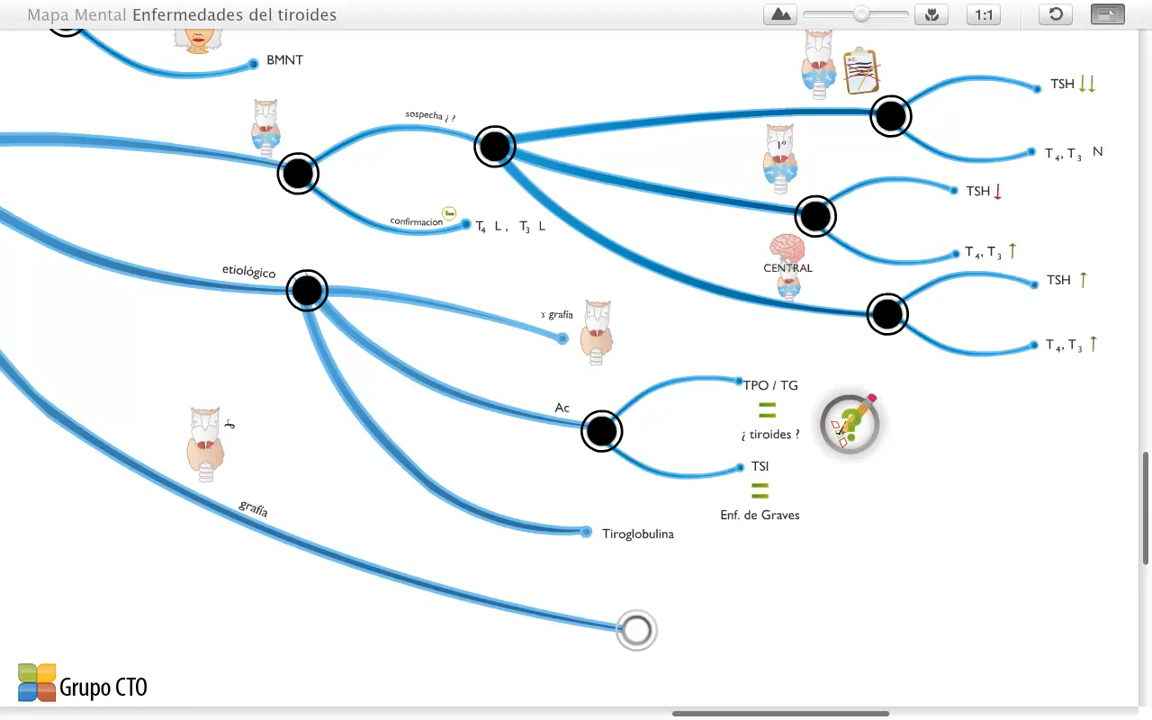 Mapa Mental Enfermedades del tiroides
1:1
BMNT
sospecha ¿ ?
confirmacion
T4 L , T3 L
TSH ↓↓
T4, T3 N
1º
TSH ↓
T4, T3 ↑
CENTRAL
TSH ↑
T4, T3 ↑
etiológico
ɤ grafía
Ac
TPO / TG
=
¿ tiroides ?
?
TSI
=
Enf. de Graves
Tiroglobulina
grafía
Grupo CTO